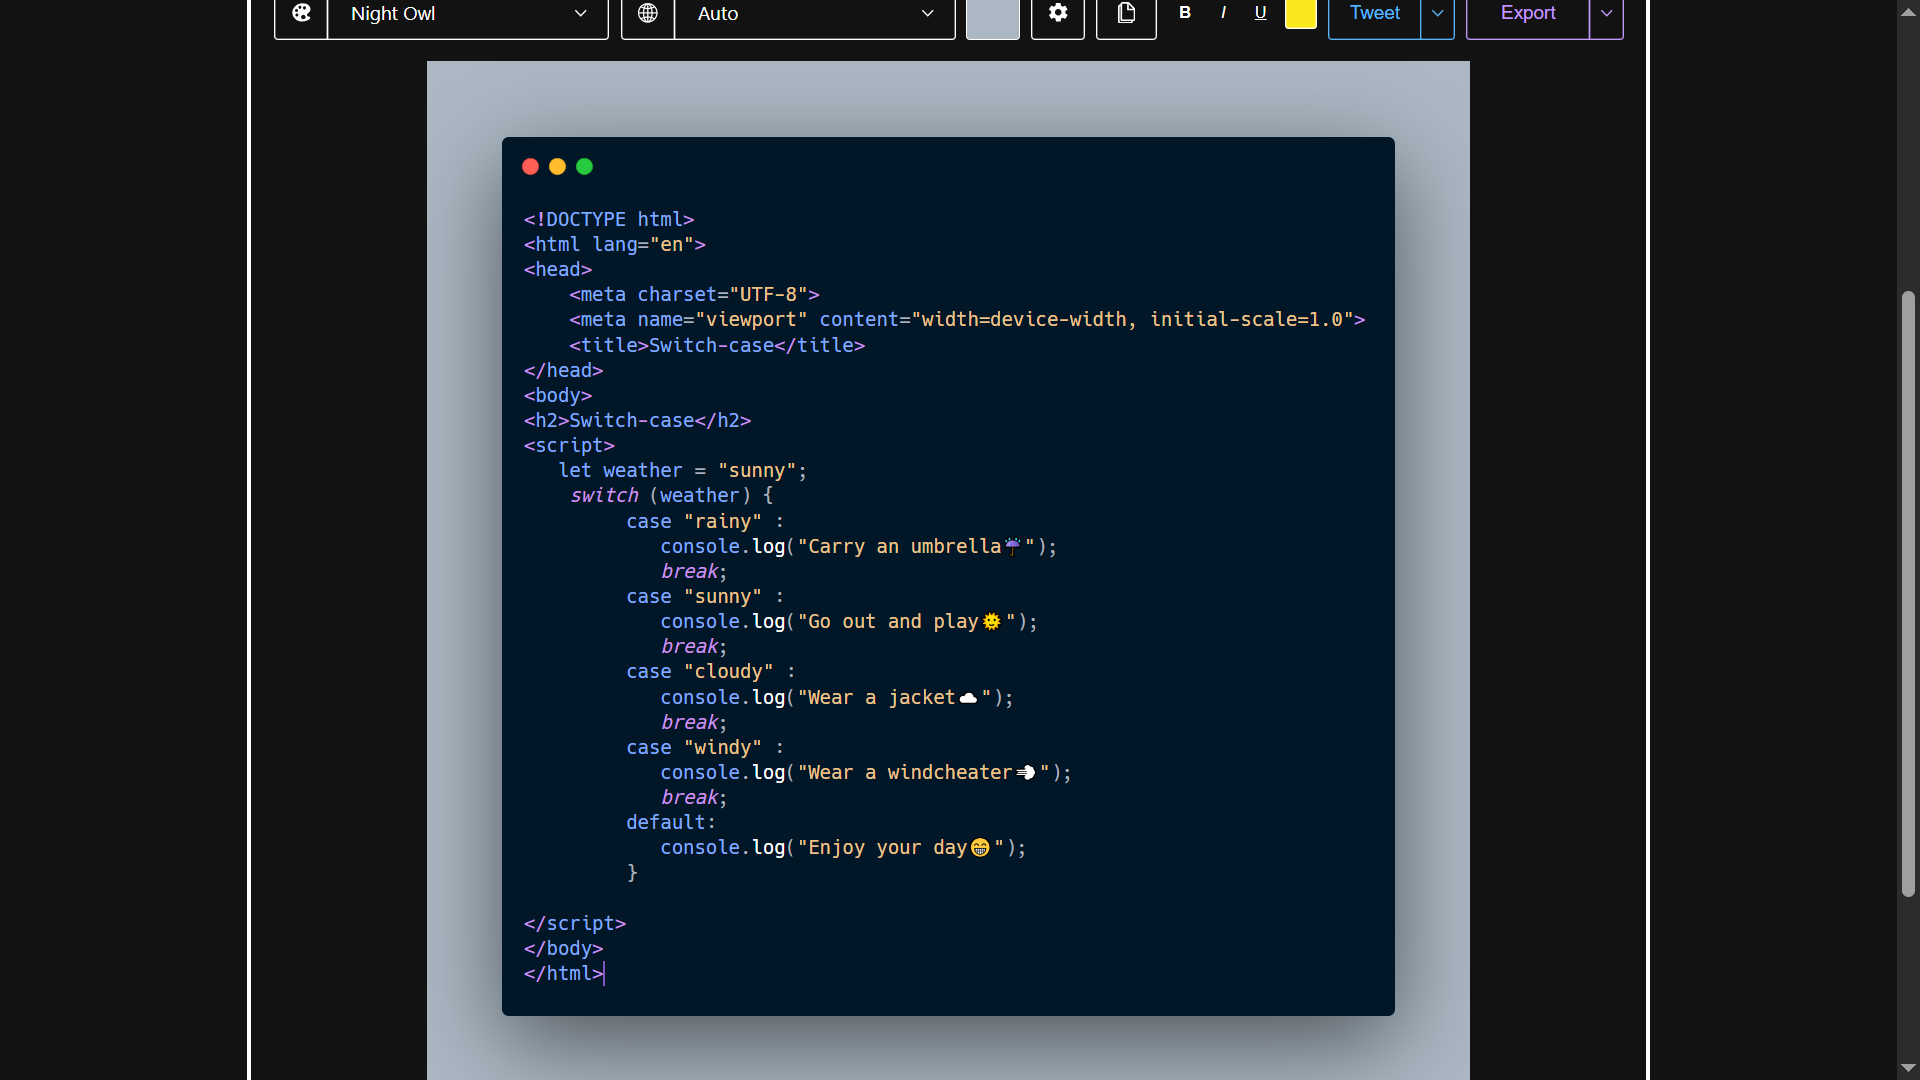 Night Owl Auto B I U Tweet Export
<!DOCTYPE html>
<html lang="en">
<head>
    <meta charset="UTF-8">
    <meta name="viewport" content="width=device-width, initial-scale=1.0">
    <title>Switch-case</title>
</head>
<body>
<h2>Switch-case</h2>
<script>
   let weather = "sunny";
    switch (weather) {
         case "rainy" :
            console.log("Carry an umbrella☔");
            break;
         case "sunny" :
            console.log("Go out and play🌞");
            break;
         case "cloudy" :
            console.log("Wear a jacket☁️");
            break;
         case "windy" :
            console.log("Wear a windcheater💨");
            break;
         default:
            console.log("Enjoy your day😁");
         }
</script>
</body>
</html>